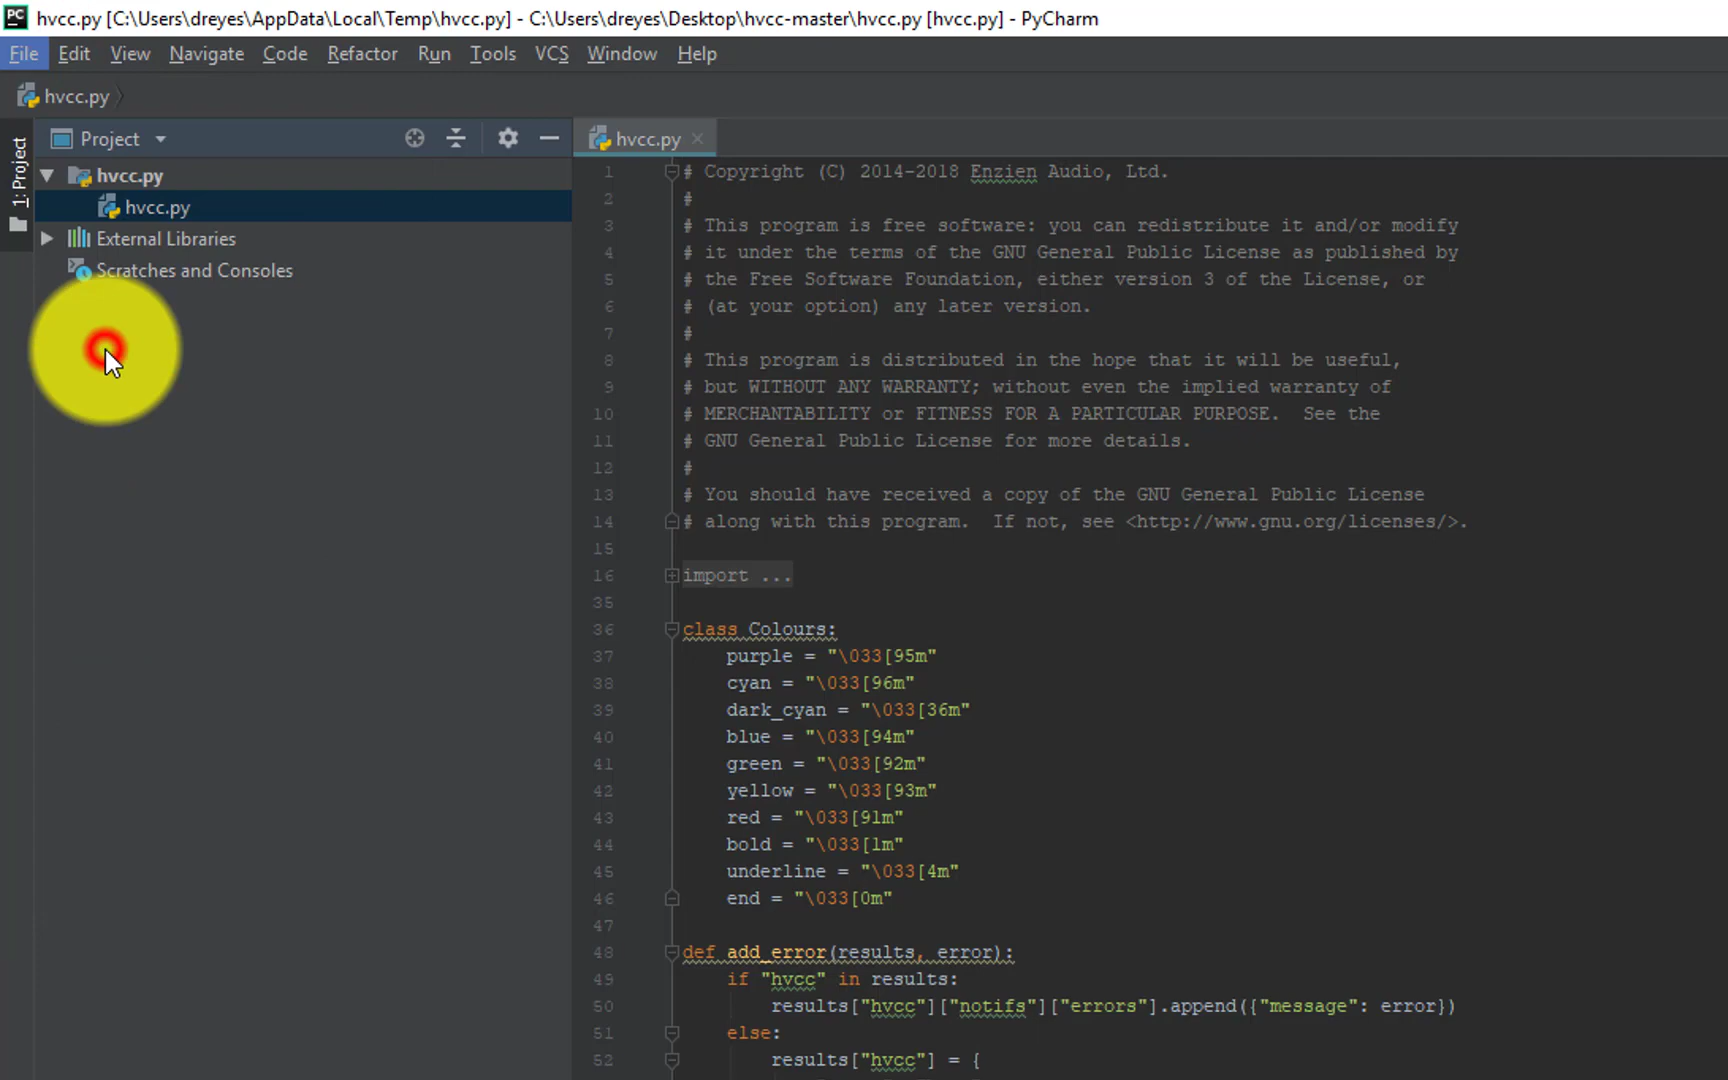 PC hvcc.py [C:\Users\dreyes\AppData\Local\Temp\hvcc.py] - C:\Users\dreyes\Desktop\hvcc-master\hvcc.py [hvcc.py] - PyCharm
File Edit View Navigate Code Refactor Run Tools VCS Window Help
hvcc.py
1: Project
Project
hvcc.py
hvcc.py
External Libraries
Scratches and Consoles
hvcc.py
1 # Copyright (C) 2014-2018 Enzien Audio, Ltd.
2 #
3 # This program is free software: you can redistribute it and/or modify
4 # it under the terms of the GNU General Public License as published by
5 # the Free Software Foundation, either version 3 of the License, or
6 # (at your option) any later version.
7 #
8 # This program is distributed in the hope that it will be useful,
9 # but WITHOUT ANY WARRANTY; without even the implied warranty of
10 # MERCHANTABILITY or FITNESS FOR A PARTICULAR PURPOSE.  See the
11 # GNU General Public License for more details.
12 #
13 # You should have received a copy of the GNU General Public License
14 # along with this program.  If not, see <http://www.gnu.org/licenses/>.
15
16 import ...
35
36 class Colours:
37     purple = "\033[95m"
38     cyan = "\033[96m"
39     dark_cyan = "\033[36m"
40     blue = "\033[94m"
41     green = "\033[92m"
42     yellow = "\033[93m"
43     red = "\033[91m"
44     bold = "\033[1m"
45     underline = "\033[4m"
46     end = "\033[0m"
47
48 def add_error(results, error):
49     if "hvcc" in results:
50         results["hvcc"]["notifs"]["errors"].append({"message": error})
51     else:
52         results["hvcc"] = {